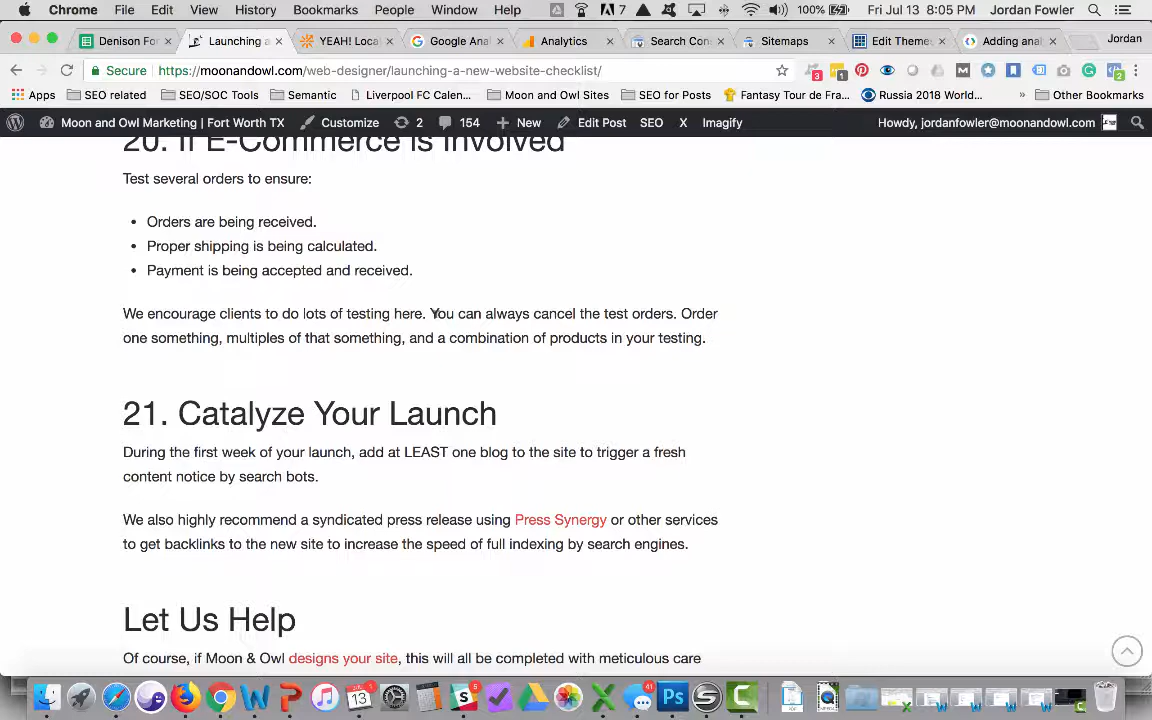 Chrome File Edit View History Bookmarks People Window Help 7 100% Fri Jul 13 8:05 PM Jordan Fowler
Denison For Launching a YEAH! Loca Google Ana Analytics Search Con Sitemaps Edit Theme Adding anal Jordan
Secure https://moonandowl.com/web-designer/launching-a-new-website-checklist/ 3 1 2
Apps SEO related SEO/SOC Tools Semantic Liverpool FC Calen... Moon and Owl Sites SEO for Posts Fantasy Tour de Fra... Russia 2018 World... » Other Bookmarks
Moon and Owl Marketing | Fort Worth TX Customize 2 154 New Edit Post SEO X Imagify Howdy, jordanfowler@moonandowl.com
20. If E-Commerce is Involved
Test several orders to ensure:
• Orders are being received.
• Proper shipping is being calculated.
• Payment is being accepted and received.
We encourage clients to do lots of testing here. You can always cancel the test orders. Order
one something, multiples of that something, and a combination of products in your testing.
21. Catalyze Your Launch
During the first week of your launch, add at LEAST one blog to the site to trigger a fresh
content notice by search bots.
We also highly recommend a syndicated press release using Press Synergy or other services
to get backlinks to the new site to increase the speed of full indexing by search engines.
Let Us Help
Of course, if Moon & Owl designs your site, this will all be completed with meticulous care